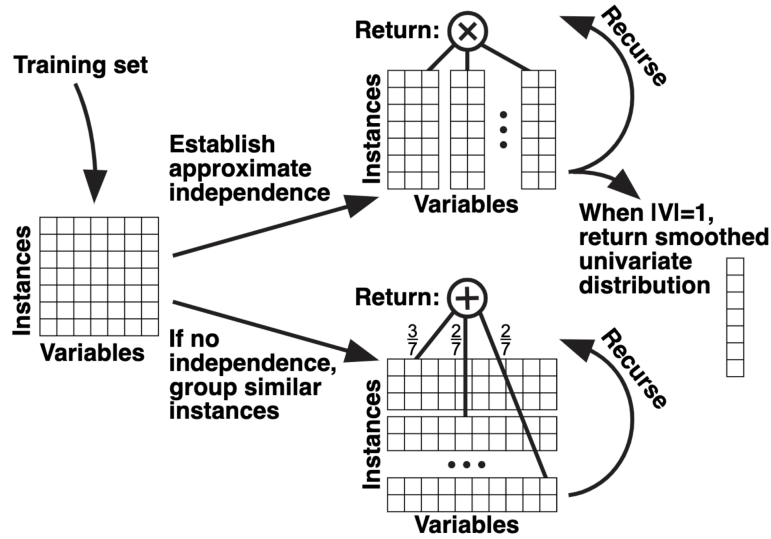 Training set
Instances
Variables
Establish
approximate
independence
If no
independence,
group similar
instances
Return: ×
Instances
Variables
Recurse
When |V|=1,
return smoothed
univariate
distribution
Return: +
3/7 2/7 2/7
Instances
Variables
Recurse